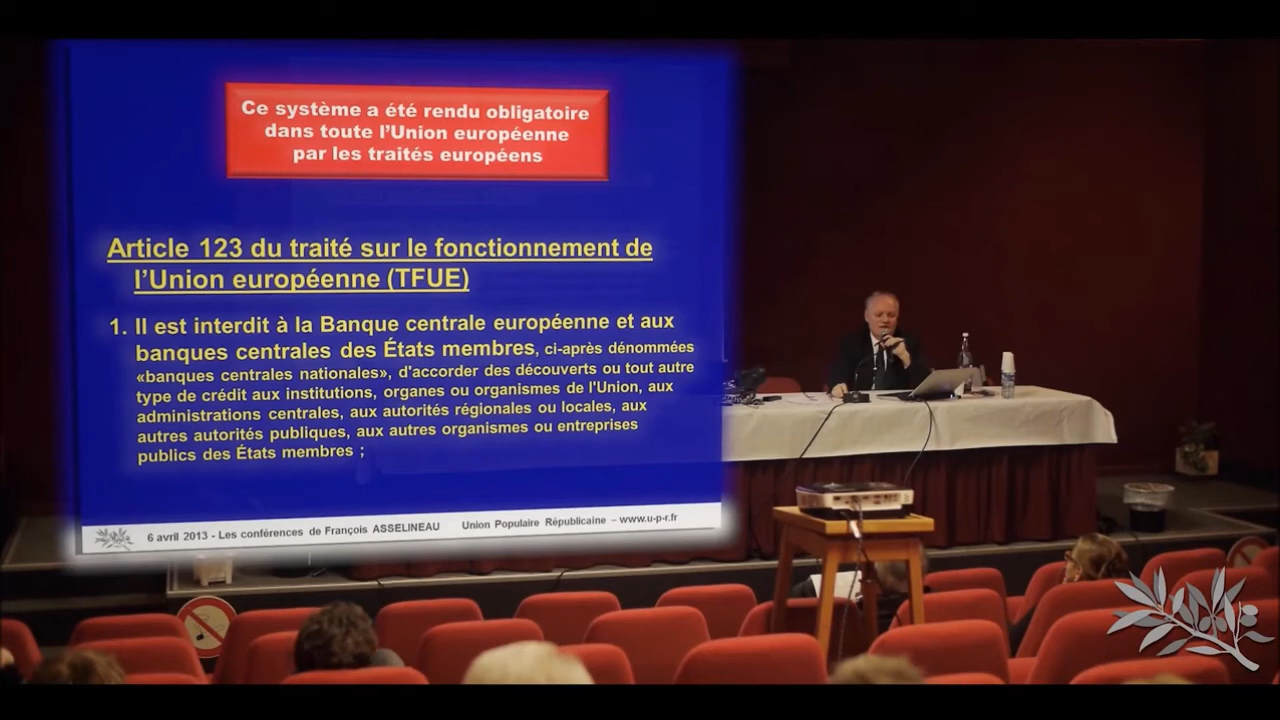 Ce système a été rendu obligatoire
dans toute l'Union européenne
par les traités européens
Article 123 du traité sur le fonctionnement de
l'Union européenne (TFUE)
1. Il est interdit à la Banque centrale européenne et aux
banques centrales des États membres, ci-après dénommées
«banques centrales nationales», d'accorder des découverts ou tout autre
type de crédit aux institutions, organes ou organismes de l'Union, aux
administrations centrales, aux autorités régionales ou locales, aux
autres autorités publiques, aux autres organismes ou entreprises
publics des États membres ;
6 avril 2013 - Les conférences de François ASSELINEAU Union Populaire Républicaine – www.u-p-r.fr